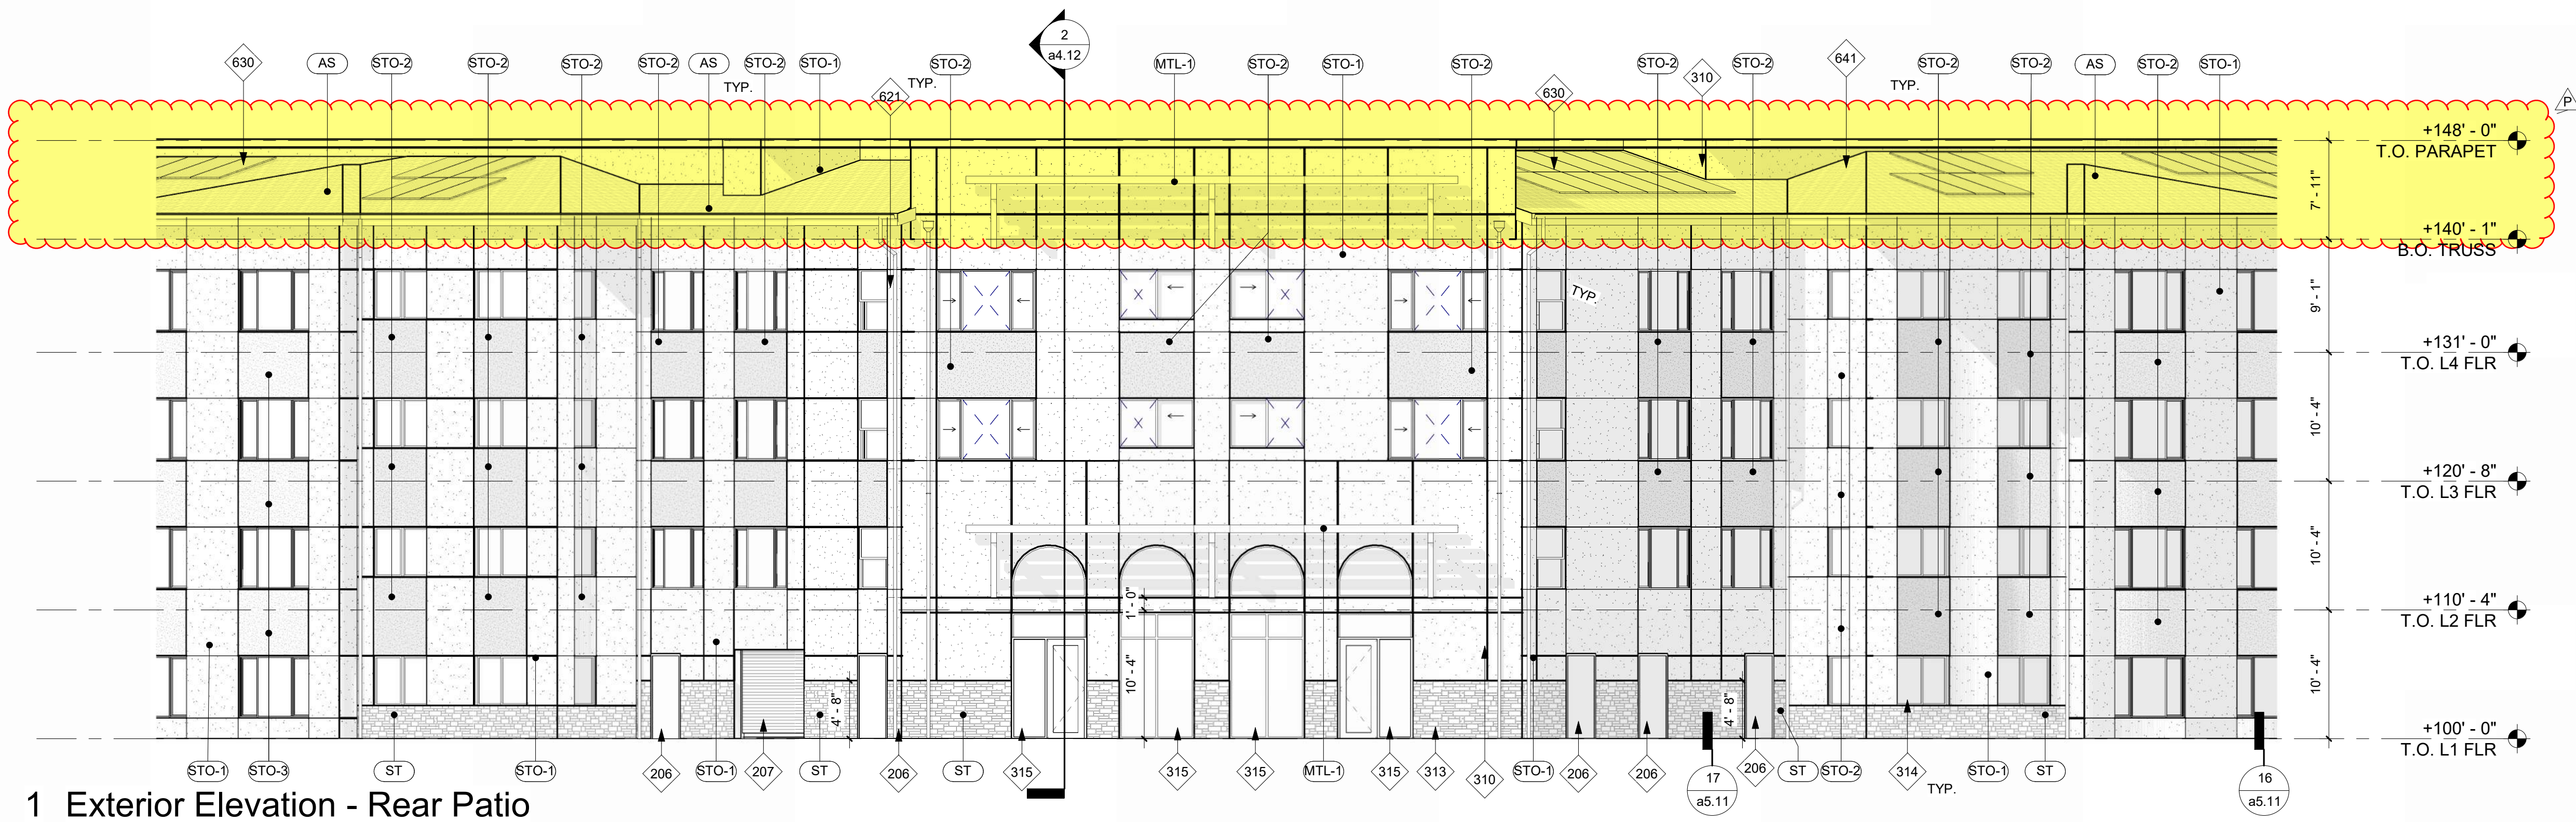 2
a4.12
630
AS
STO-2
STO-2
STO-2
STO-2
AS
STO-2
STO-1
STO-2
MTL-1
STO-2
STO-1
STO-2
STO-2
310
STO-2
641
STO-2
STO-2
AS
STO-2
STO-1
TYP.
621
TYP.
630
TYP.
P
+148' - 0"
T.O. PARAPET
7' - 11"
+140' - 1"
B.O. TRUSS
9' - 1"
TYP.
+131' - 0"
T.O. L4 FLR
10' - 4"
+120' - 8"
T.O. L3 FLR
10' - 4"
1' - 0"
+110' - 4"
T.O. L2 FLR
10' - 4"
10' - 4"
4' - 8"
4' - 8"
+100' - 0"
T.O. L1 FLR
STO-1
STO-3
ST
STO-1
206
STO-1
207
ST
206
ST
315
315
315
MTL-1
315
313
310
STO-1
206
206
17
a5.11
206
ST
STO-2
314
TYP.
STO-1
ST
16
a5.11
1 Exterior Elevation - Rear Patio